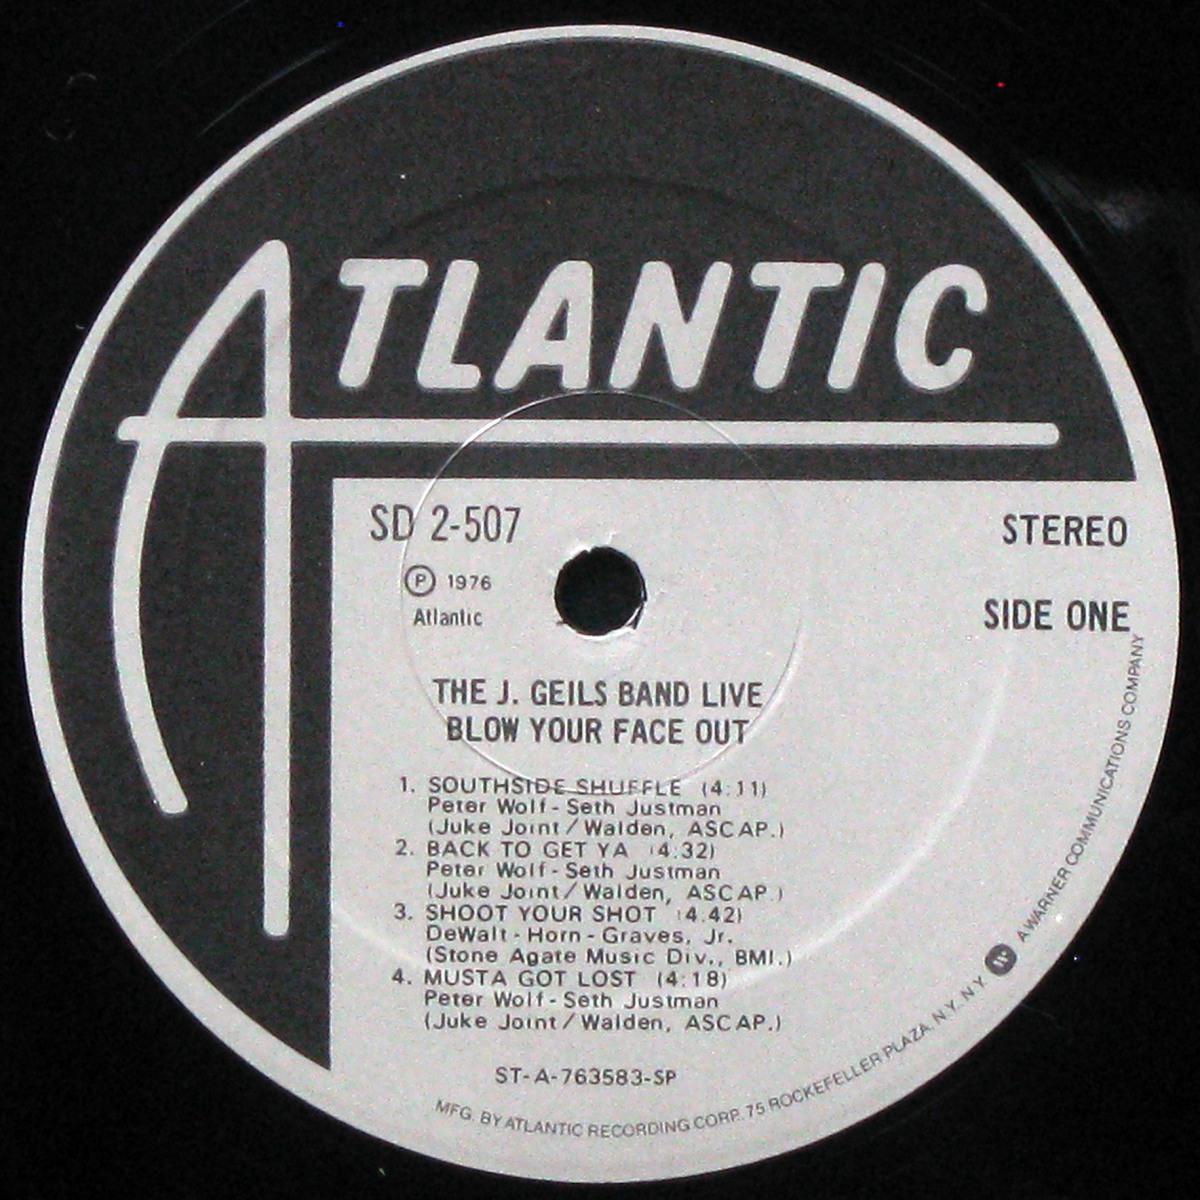 ATLANTIC
SD 2-507
STEREO
Ⓟ 1976
Atlantic
SIDE ONE
THE J. GEILS BAND LIVE
BLOW YOUR FACE OUT
1. SOUTHSIDE SHUFFLE (4:11)
Peter Wolf - Seth Justman
(Juke Joint / Walden, ASCAP.)
2. BACK TO GET YA (4:32)
Peter Wolf - Seth Justman
(Juke Joint / Walden, ASCAP.)
3. SHOOT YOUR SHOT (4:42)
DeWalt - Horn - Graves, Jr.
(Stone Agate Music Div., BMI.)
4. MUSTA GOT LOST (4:18)
Peter Wolf - Seth Justman
(Juke Joint / Walden, ASCAP.)
ST-A-763583-SP
MFG. BY ATLANTIC RECORDING CORP. 75 ROCKEFELLER PLAZA, N.Y., N.Y. A WARNER COMMUNICATIONS COMPANY